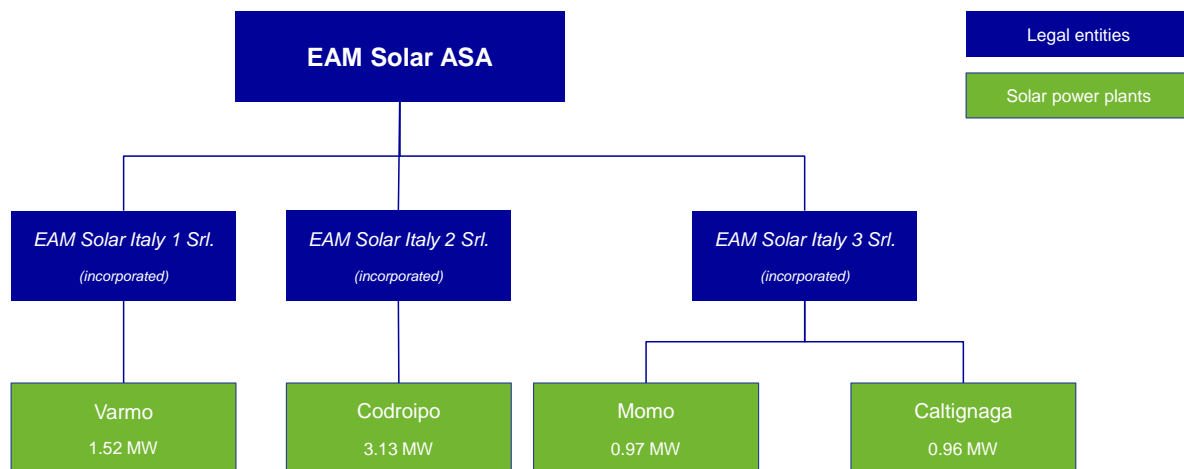 EAM Solar ASA
Legal entities
Solar power plants
EAM Solar Italy 1 Srl.
(incorporated)
EAM Solar Italy 2 Srl.
(incorporated)
EAM Solar Italy 3 Srl.
(incorporated)
Varmo
1.52 MW
Codroipo
3.13 MW
Momo
0.97 MW
Caltignaga
0.96 MW